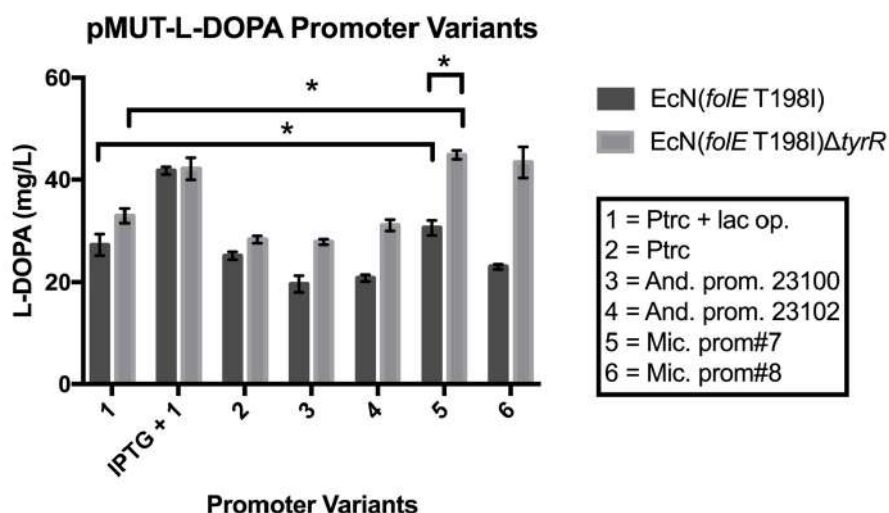 pMUT-L-DOPA Promoter Variants
*
*
*
60
40
20
0
L-DOPA (mg/L)
1
IPTG + 1
2
3
4
5
6
Promoter Variants
EcN(folE T198I)
EcN(folE T198I)ΔtyrR
1 = Ptrc + lac op.
2 = Ptrc
3 = And. prom. 23100
4 = And. prom. 23102
5 = Mic. prom#7
6 = Mic. prom#8